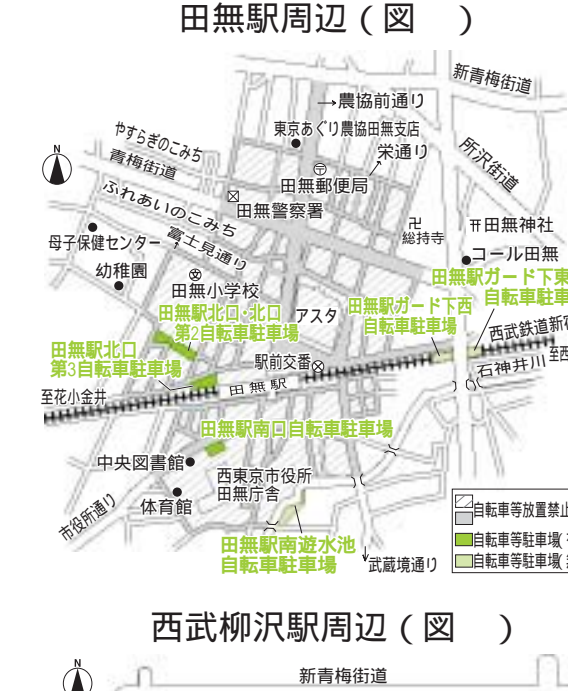 田無駅周辺（図　）
新青梅街道
→農協前通り
東京あぐり農協田無支店
栄通り
所沢街道
N
やすらぎのこみち
青梅街道
田無郵便局
ふれあいのこみち
田無警察署
卍
総持寺
田無神社
母子保健センター
富士見通り
コール田無
幼稚園
田無小学校
田無駅ガード下東
自転車駐車
田無駅北口・北口
第2自転車駐車場
アスタ
田無駅ガード下西
自転車駐車場
西武鉄道新宿
田無駅北口
第3自転車駐車場
駅前交番
石神井川
至西
至花小金井
田無駅
田無駅南口自転車駐車場
中央図書館
西東京市役所
田無庁舎
体育館
市役所通り
自転車等放置禁止
自転車等駐車場(
自転車等駐車場(
田無駅南遊水池
自転車駐車場
武蔵境通り
西武柳沢駅周辺（図　）
N
新青梅街道